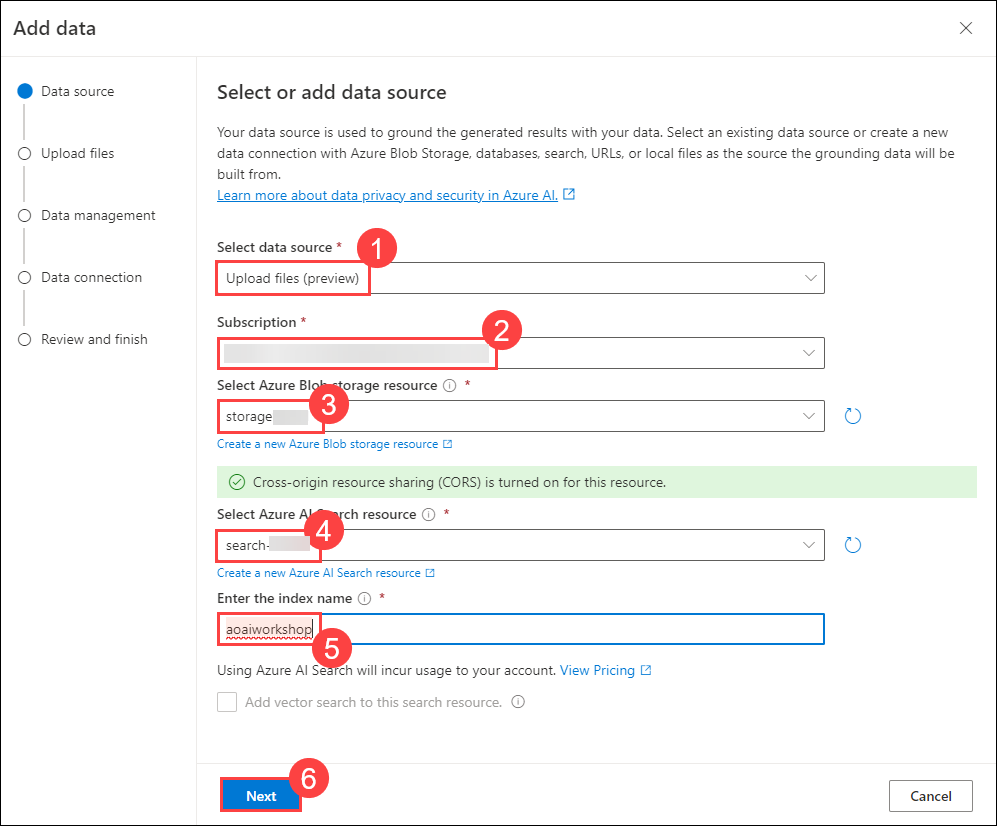 Add data
Data source
Upload files
Data management
Data connection
Review and finish
Select or add data source
Your data source is used to ground the generated results with your data. Select an existing data source or create a new
data connection with Azure Blob Storage, databases, search, URLs, or local files as the source the grounding data will be
built from.
Learn more about data privacy and security in Azure AI.
Select data source *
1
Upload files (preview)
Subscription *
2
Select Azure Blob storage resource *
3
storage
Create a new Azure Blob storage resource
Cross-origin resource sharing (CORS) is turned on for this resource.
Select Azure AI Search resource *
4
search-
Create a new Azure AI Search resource
Enter the index name *
aoaiworkshop
5
Using Azure AI Search will incur usage to your account. View Pricing
Add vector search to this search resource.
6
Next
Cancel